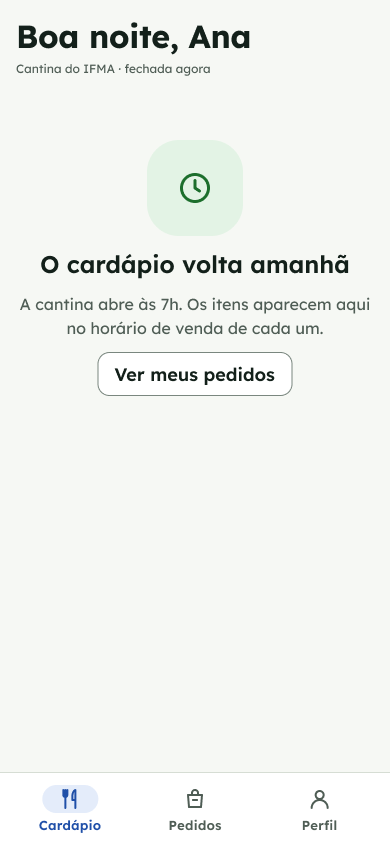 Boa noite, Ana
Cantina do IFMA · fechada agora
O cardápio volta amanhã
A cantina abre às 7h. Os itens aparecem aqui
no horário de venda de cada um.
Ver meus pedidos
Cardápio
Pedidos
Perfil